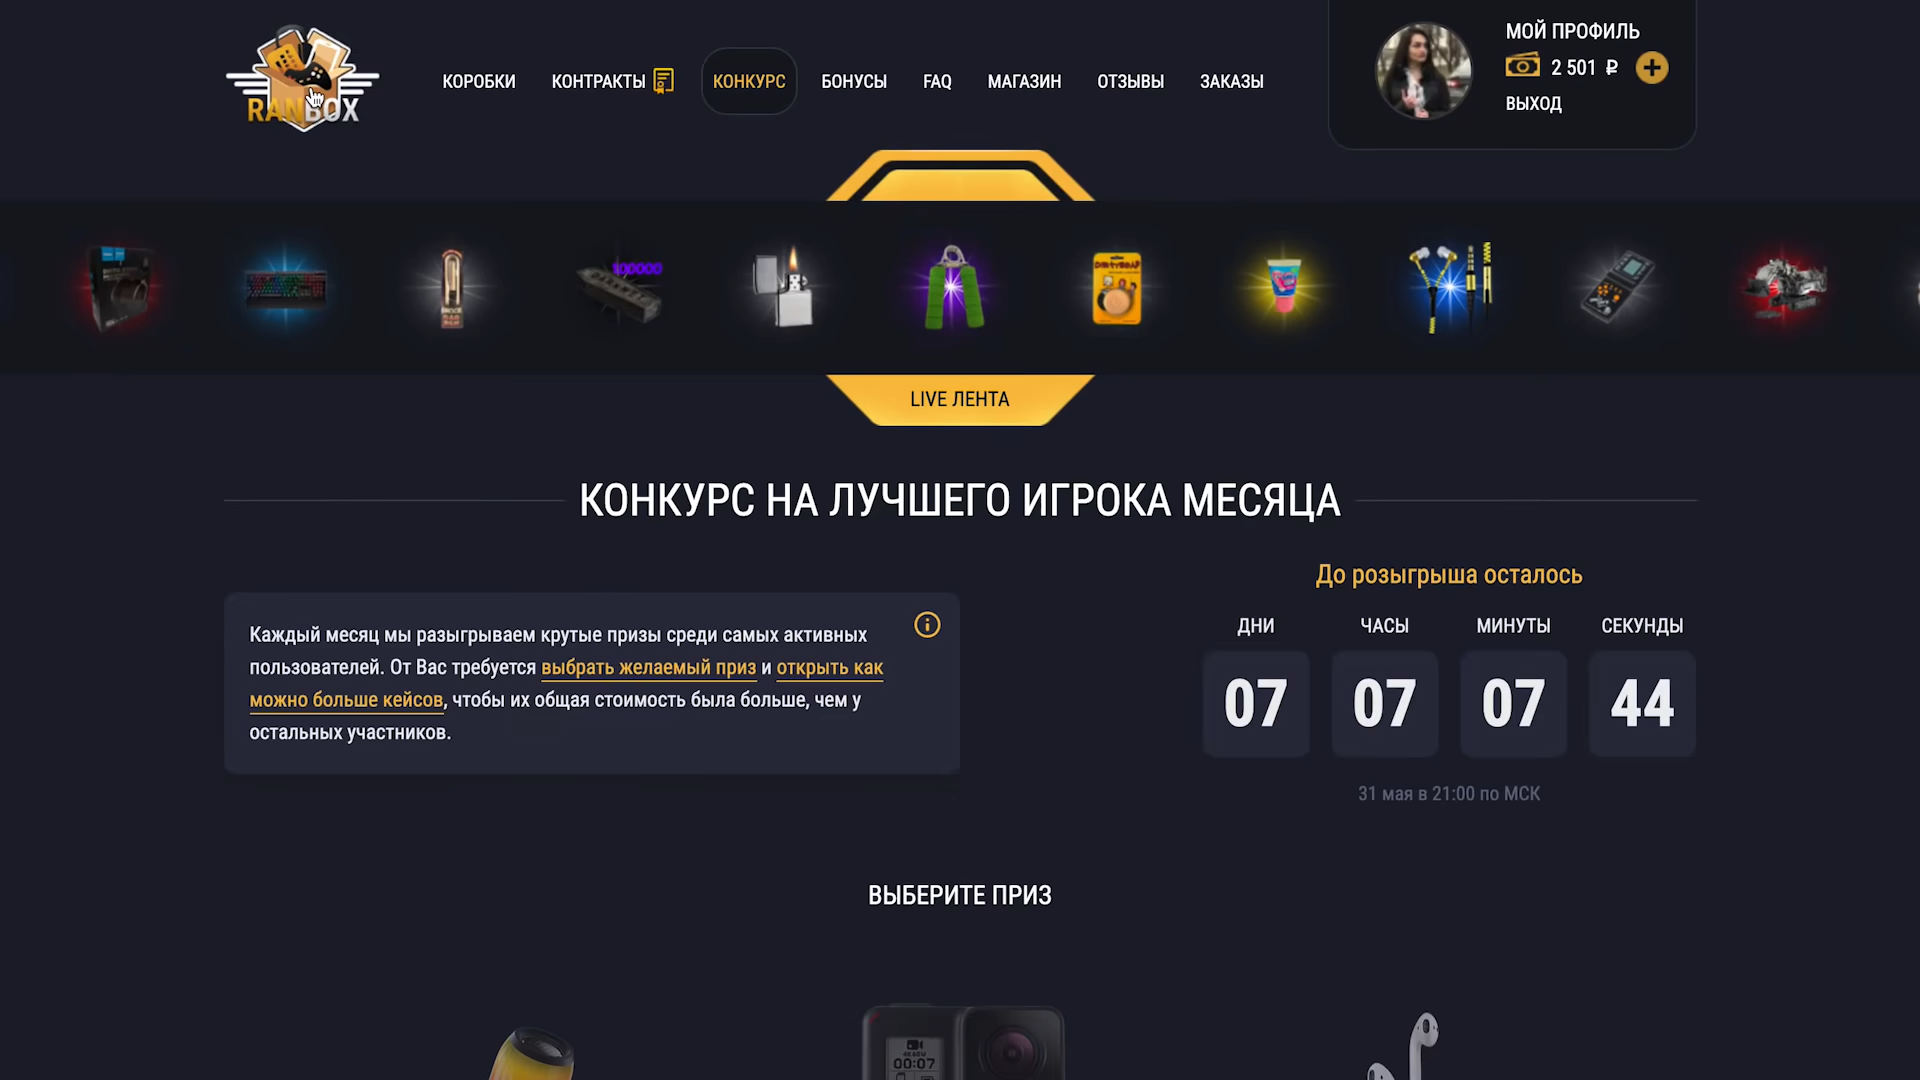 RANBOX
КОРОБКИ
КОНТРАКТЫ
КОНКУРС
БОНУСЫ
FAQ
МАГАЗИН
ОТЗЫВЫ
ЗАКАЗЫ
МОЙ ПРОФИЛЬ
2 501 ₽
ВЫХОД
100000
LIVE ЛЕНТА
КОНКУРС НА ЛУЧШЕГО ИГРОКА МЕСЯЦА
Каждый месяц мы разыгрываем крутые призы среди самых активных
пользователей. От Вас требуется выбрать желаемый приз и открыть как
можно больше кейсов, чтобы их общая стоимость была больше, чем у
остальных участников.
До розыгрыша осталось
ДНИ ЧАСЫ МИНУТЫ СЕКУНДЫ
07 07 07 44
31 мая в 21:00 по МСК
ВЫБЕРИТЕ ПРИЗ
00:07